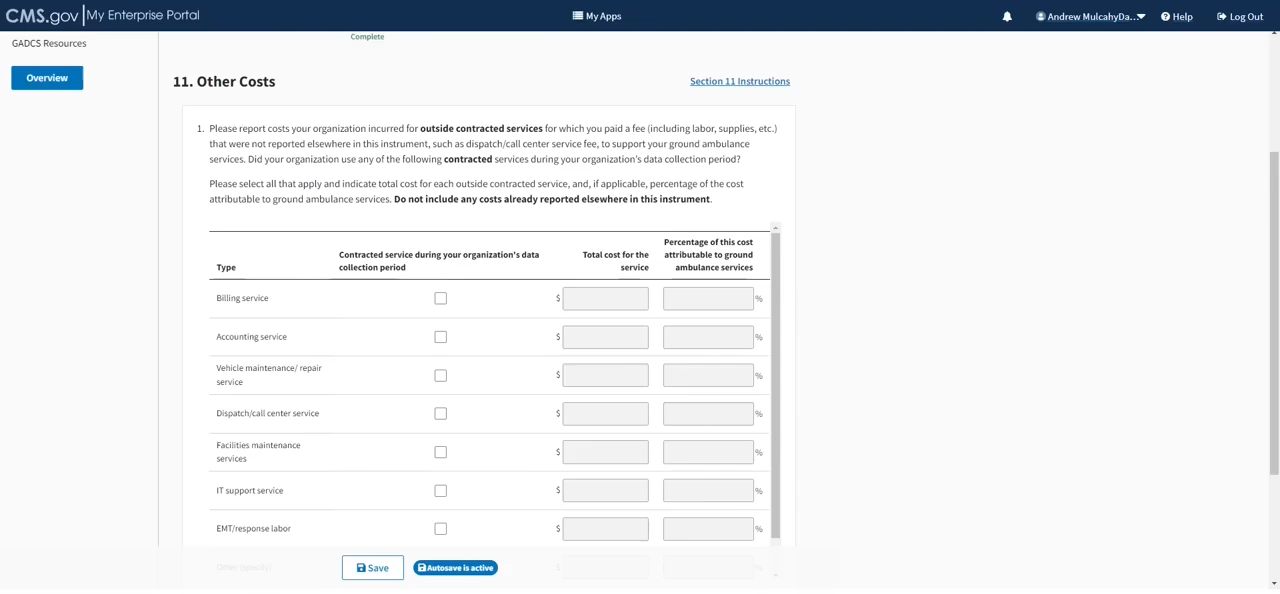 CMS.gov My Enterprise Portal
My Apps
Andrew MulcahyDa...
Help
Log Out
GADCS Resources
Overview
Complete
11. Other Costs
Section 11 Instructions
1. Please report costs your organization incurred for outside contracted services for which you paid a fee (including labor, supplies, etc.)
that were not reported elsewhere in this instrument, such as dispatch/call center service fee, to support your ground ambulance
services. Did your organization use any of the following contracted services during your organization's data collection period?
Please select all that apply and indicate total cost for each outside contracted service, and, if applicable, percentage of the cost
attributable to ground ambulance services. Do not include any costs already reported elsewhere in this instrument.
Type
Contracted service during your organization's data
collection period
Total cost for the
service
Percentage of this cost
attributable to ground
ambulance services
Billing service $ %
Accounting service $ %
Vehicle maintenance/ repair
service $ %
Dispatch/call center service $ %
Facilities maintenance
services $ %
IT support service $ %
EMT/response labor $ %
Other (specify) $ %
Save
Autosave is active